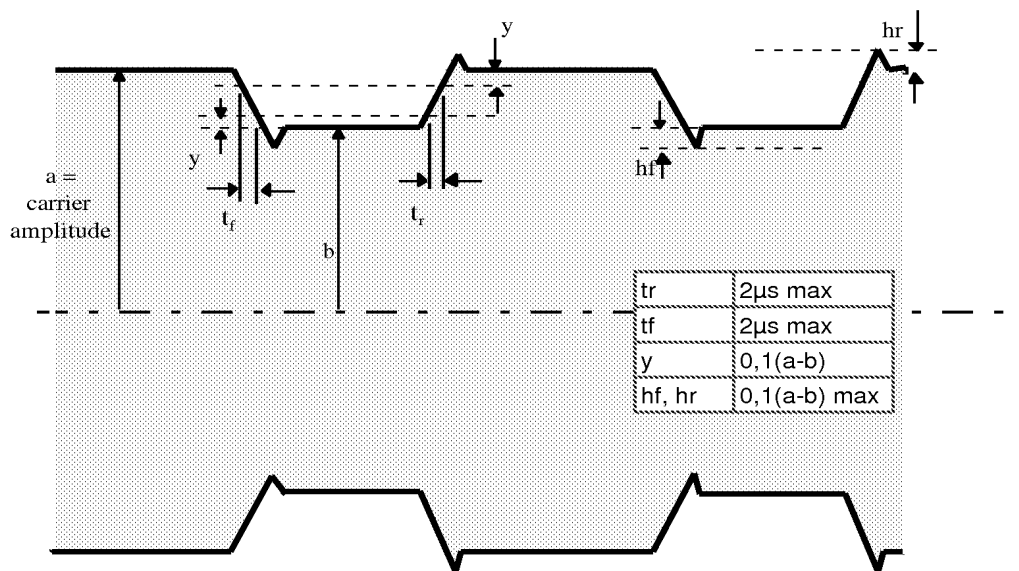 y
hr
y
hf
a =
carrier
amplitude
tf
tr
b
tr 2µs max
tf 2µs max
y 0,1(a-b)
hf, hr 0,1(a-b) max